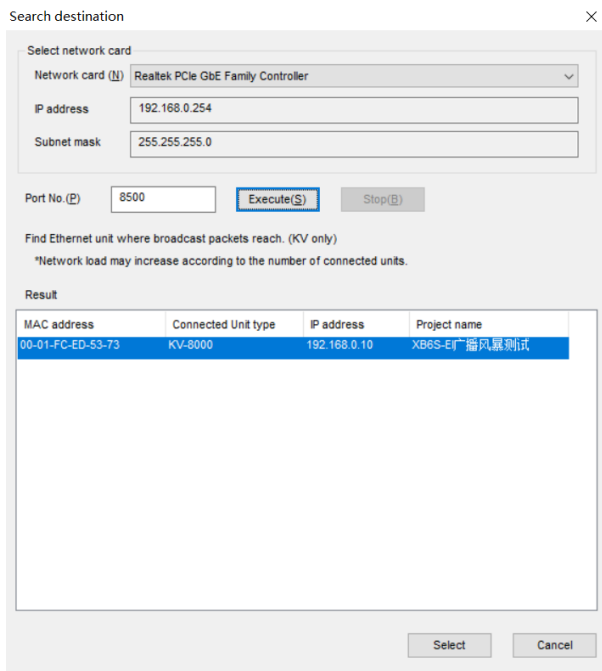 Search destination
Select network card
Network card (N) Realtek PCIe GbE Family Controller
IP address 192.168.0.254
Subnet mask 255.255.255.0
Port No.(P) 8500 Execute(S) Stop(B)
Find Ethernet unit where broadcast packets reach. (KV only)
*Network load may increase according to the number of connected units.
Result
MAC address Connected Unit type IP address Project name
00-01-FC-ED-53-73 KV-8000 192.168.0.10 XB6S-EI广播风暴测试
Select Cancel